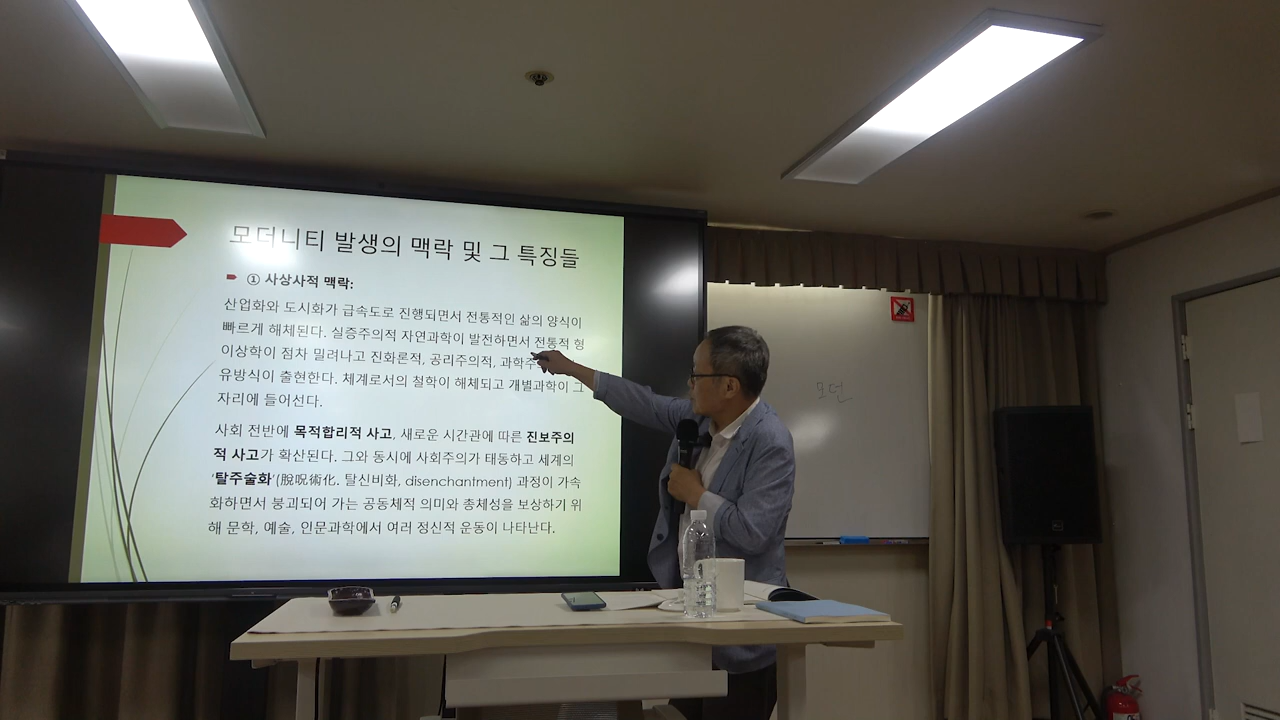 모더니티 발생의 맥락 및 그 특징들
① 사상사적 맥락:
산업화와 도시화가 급속도로 진행되면서 전통적인 삶의 양식이
빠르게 해체된다. 실증주의적 자연과학이 발전하면서 전통적 형
이상학이 점차 밀려나고 진화론적, 공리주의적, 과학주
유방식이 출현한다. 체계로서의 철학이 해체되고 개별과학이 그
자리에 들어선다.
사회 전반에 목적합리적 사고, 새로운 시간관에 따른 진보주의
적 사고가 확산된다. 그와 동시에 사회주의가 태동하고 세계의
‘탈주술화’(脫呪術化. 탈신비화, disenchantment) 과정이 가속
화하면서 붕괴되어 가는 공동체적 의미와 총체성을 보상하기 위
해 문학, 예술, 인문과학에서 여러 정신적 운동이 나타난다.
모던